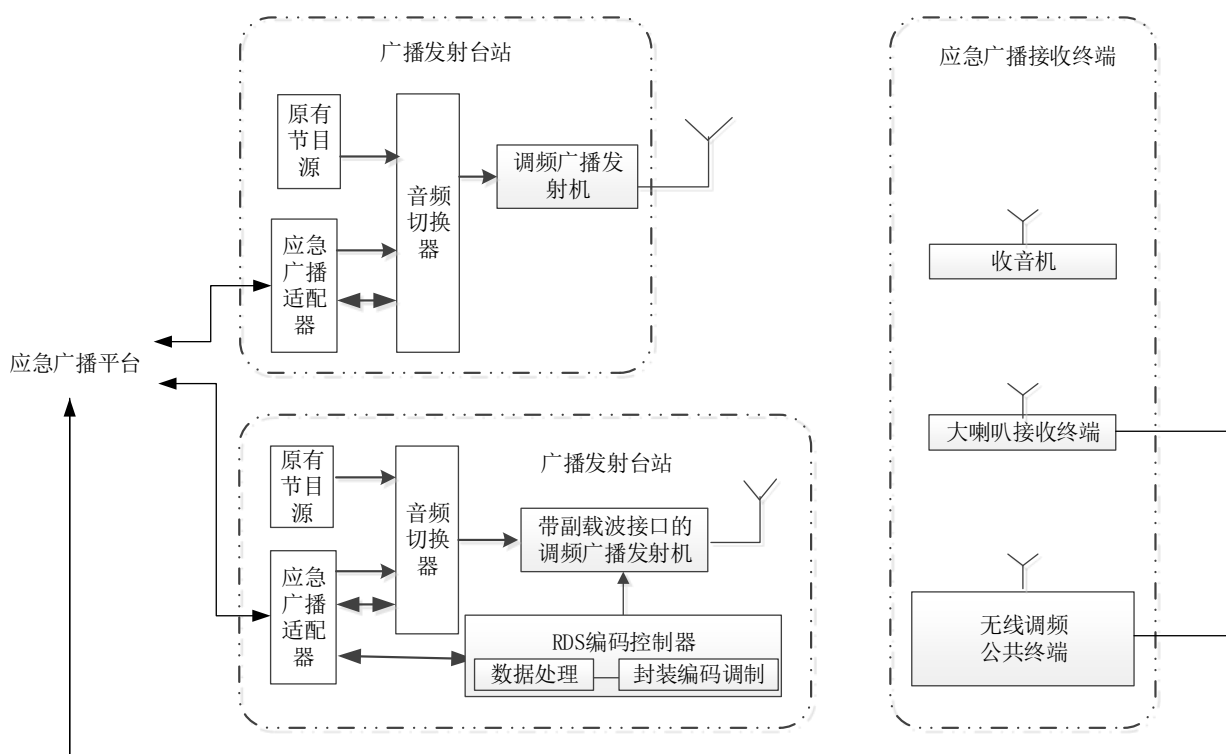 广播发射台站
原有
节目
源
音频
切换
器
调频广播发
射机
应急
广播
适配
器
应急广播平台
广播发射台站
原有
节目
源
音频
切换
器
带副载波接口的
调频广播发射机
应急
广播
适配
器
RDS编码控制器
数据处理
封装编码调制
应急广播接收终端
收音机
大喇叭接收终端
无线调频
公共终端